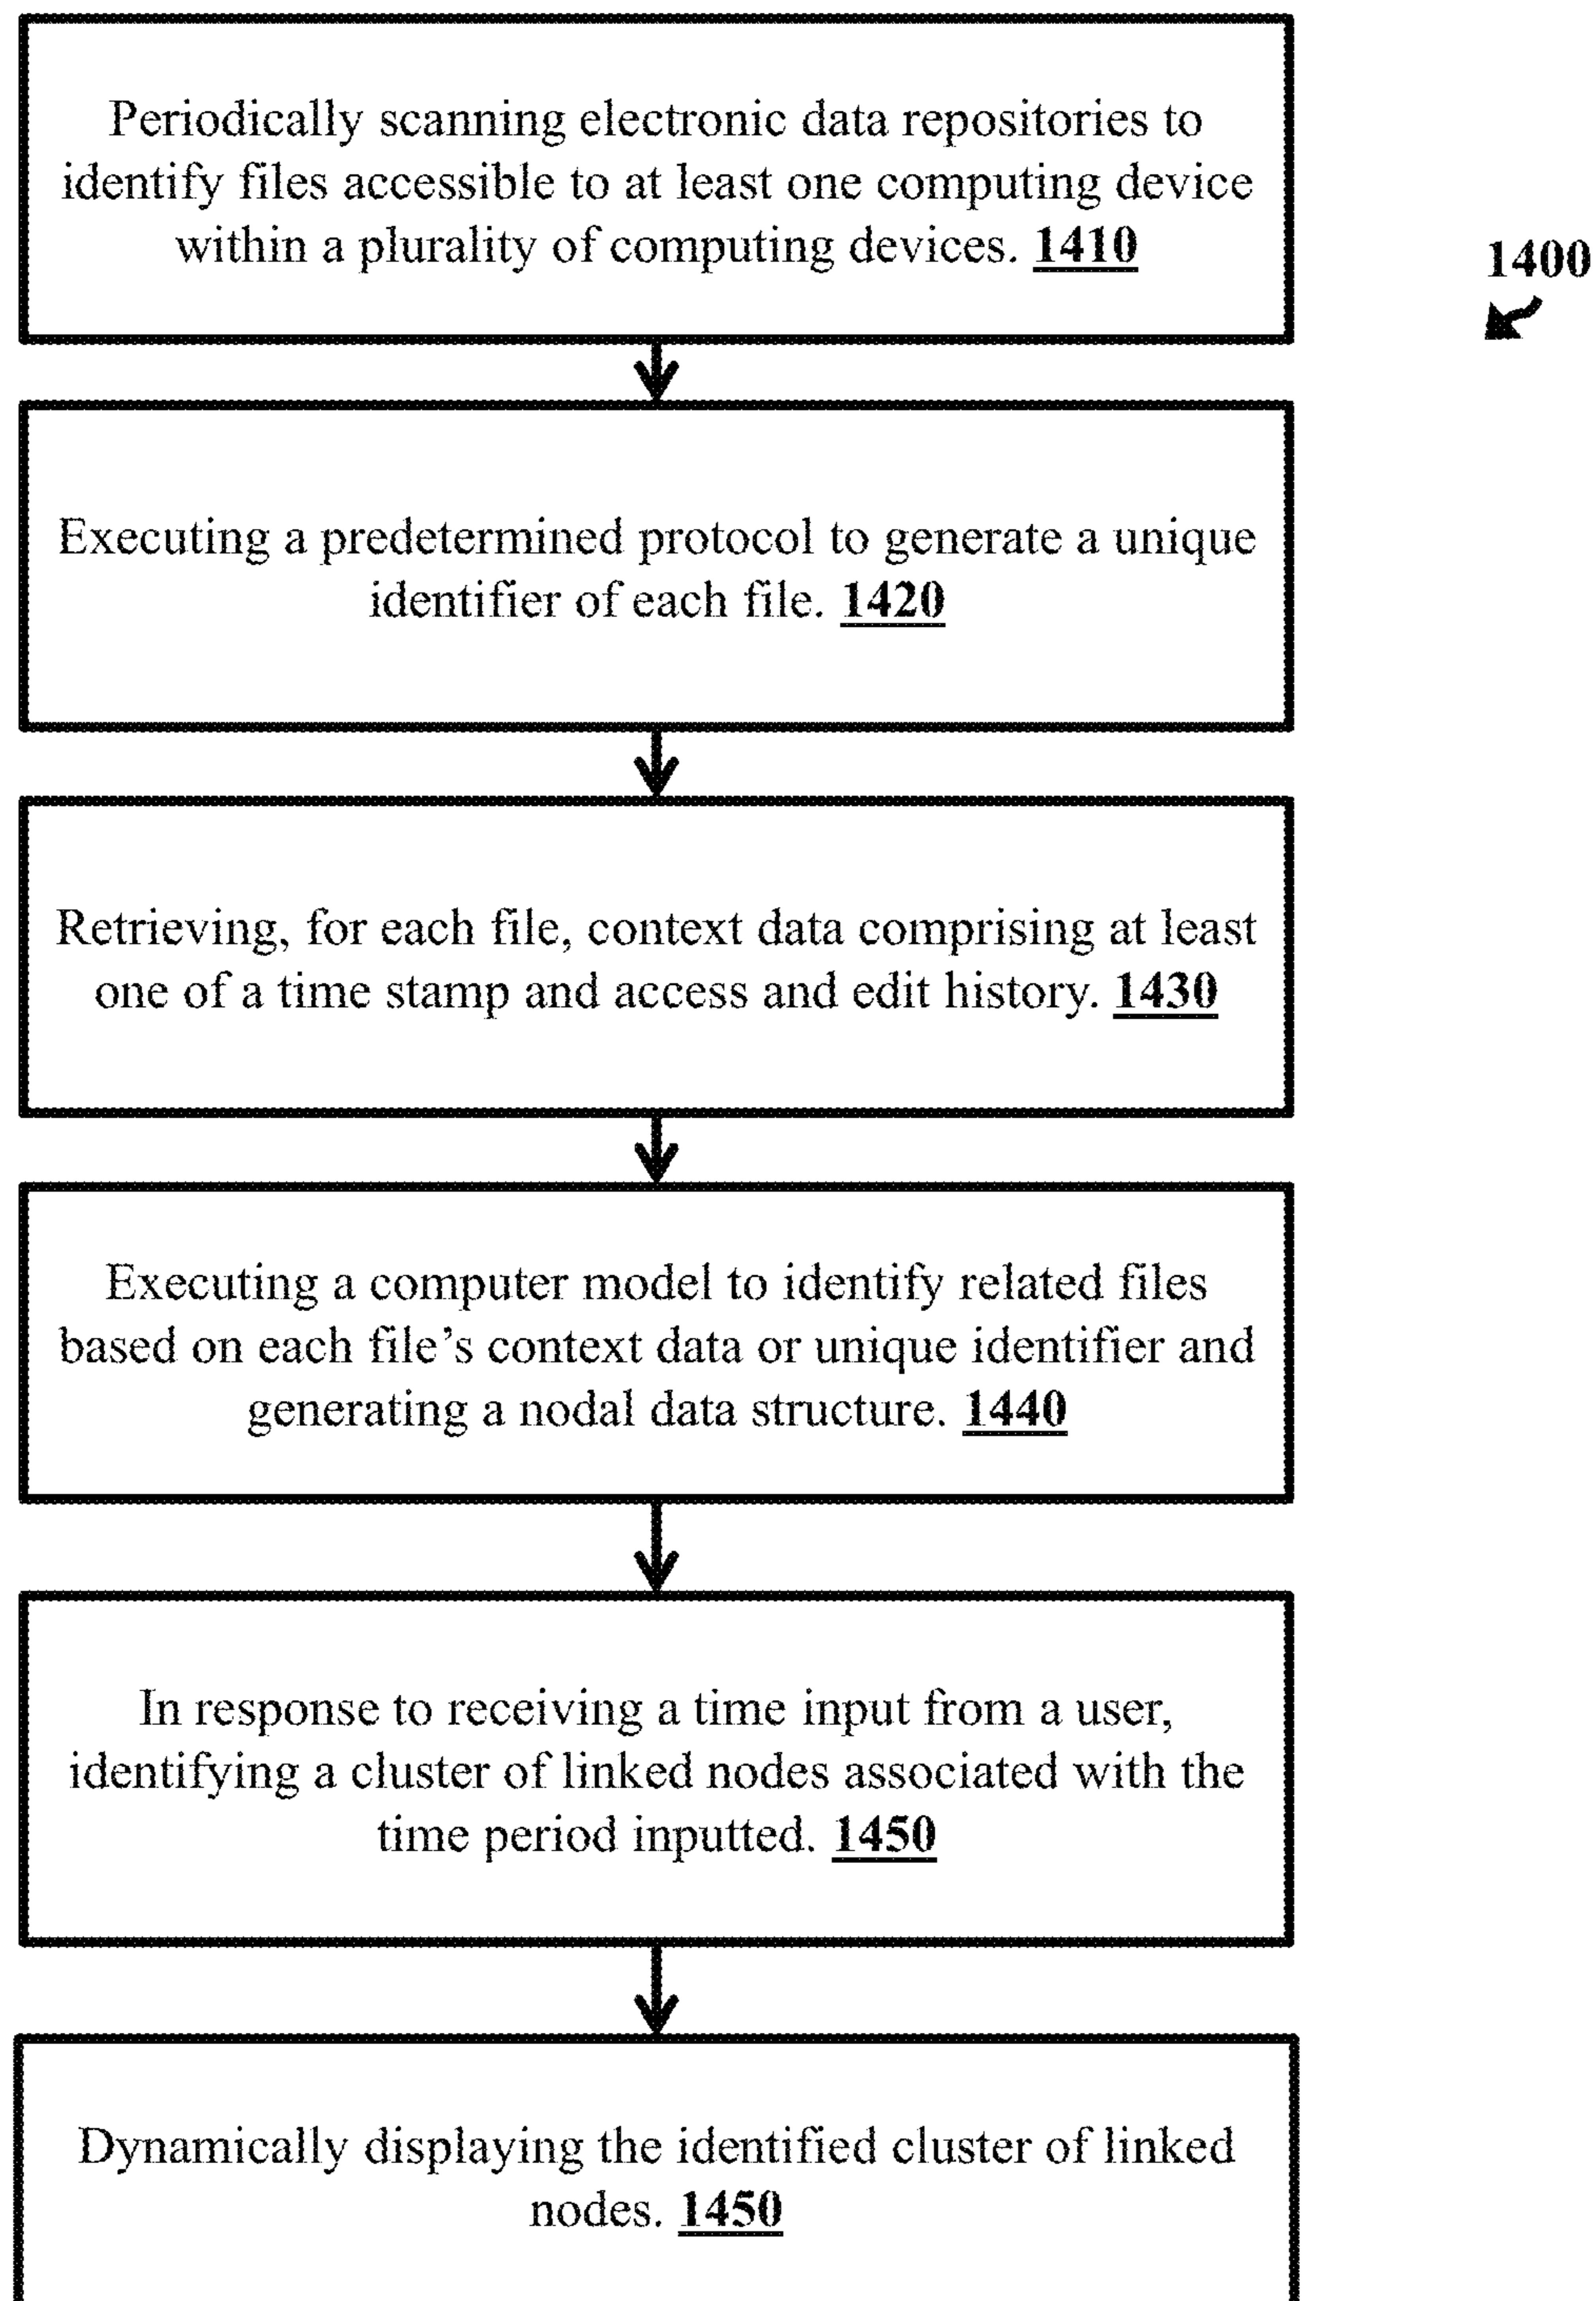 Periodically scanning electronic data repositories to
identify files accessible to at least one computing device
within a plurality of computing devices. 1410
1400
Executing a predetermined protocol to generate a unique
identifier of each file. 1420
Retrieving, for each file, context data comprising at least
one of a time stamp and access and edit history. 1430
Executing a computer model to identify related files
based on each file’s context data or unique identifier and
generating a nodal data structure. 1440
In response to receiving a time input from a user,
identifying a cluster of linked nodes associated with the
time period inputted. 1450
Dynamically displaying the identified cluster of linked
nodes. 1450